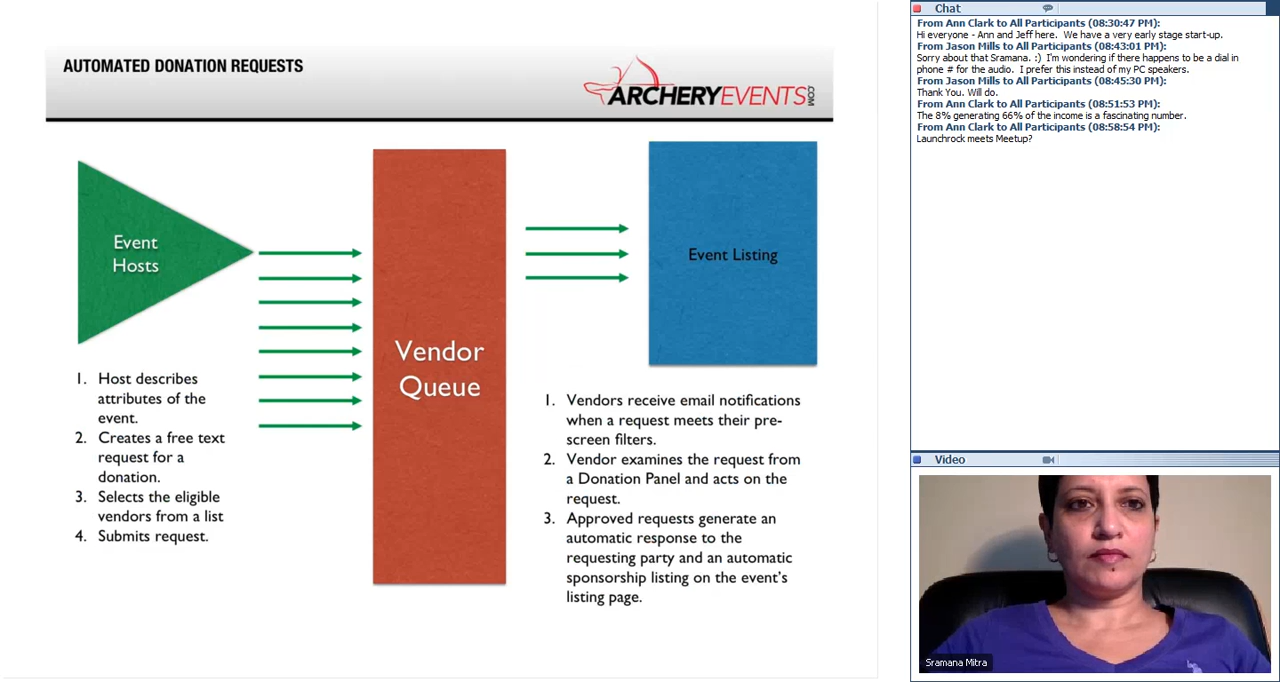 AUTOMATED DONATION REQUESTS
ARCHERYEVENTS.COM
Event
Hosts
Vendor
Queue
Event Listing
1. Host describes
attributes of the
event.
2. Creates a free text
request for a
donation.
3. Selects the eligible
vendors from a list
4. Submits request.
1. Vendors receive email notifications
when a request meets their pre-
screen filters.
2. Vendor examines the request from
a Donation Panel and acts on the
request.
3. Approved requests generate an
automatic response to the
requesting party and an automatic
sponsorship listing on the event's
listing page.
Chat
From Ann Clark to All Participants (08:30:47 PM):
Hi everyone - Ann and Jeff here. We have a very early stage start-up.
From Jason Mills to All Participants (08:43:01 PM):
Sorry about that Sramana. :) I'm wondering if there happens to be a dial in
phone # for the audio. I prefer this instead of my PC speakers.
From Jason Mills to All Participants (08:45:30 PM):
Thank You. Will do.
From Ann Clark to All Participants (08:51:53 PM):
The 8% generating 66% of the income is a fascinating number.
From Ann Clark to All Participants (08:58:54 PM):
Launchrock meets Meetup?
Video
Sramana Mitra